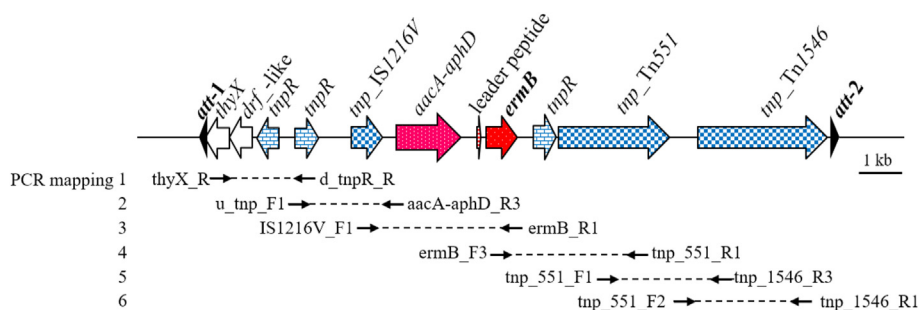 att-1
thyX
drf_-like
tnpR
tnpR
tnp_IS1216V
aacA-aphD
leader peptide
ermB
tnpR
tnp_Tn551
tnp_Tn1546
att-2
1 kb
PCR mapping 1 thyX_R d_tnpR_R
2 u_tnp_F1 aacA-aphD_R3
3 IS1216V_F1 ermB_R1
4 ermB_F3 tnp_551_R1
5 tnp_551_F1 tnp_1546_R3
6 tnp_551_F2 tnp_1546_R1